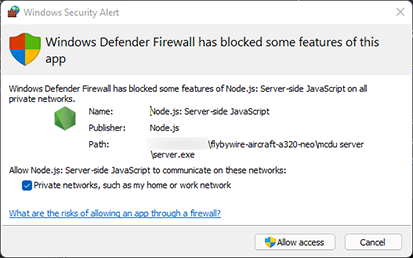 Windows Security Alert
Windows Defender Firewall has blocked some features of this
app
Windows Defender Firewall has blocked some features of Node.js: Server-side JavaScript on all
private networks.
Name: Node.js: Server-side JavaScript
Publisher: Node.js
Path: \flybywire-aircraft-a320-neo\mcdu server
\server.exe
Allow Node.js: Server-side JavaScript to communicate on these networks:
Private networks, such as my home or work network
What are the risks of allowing an app through a firewall?
Allow access
Cancel